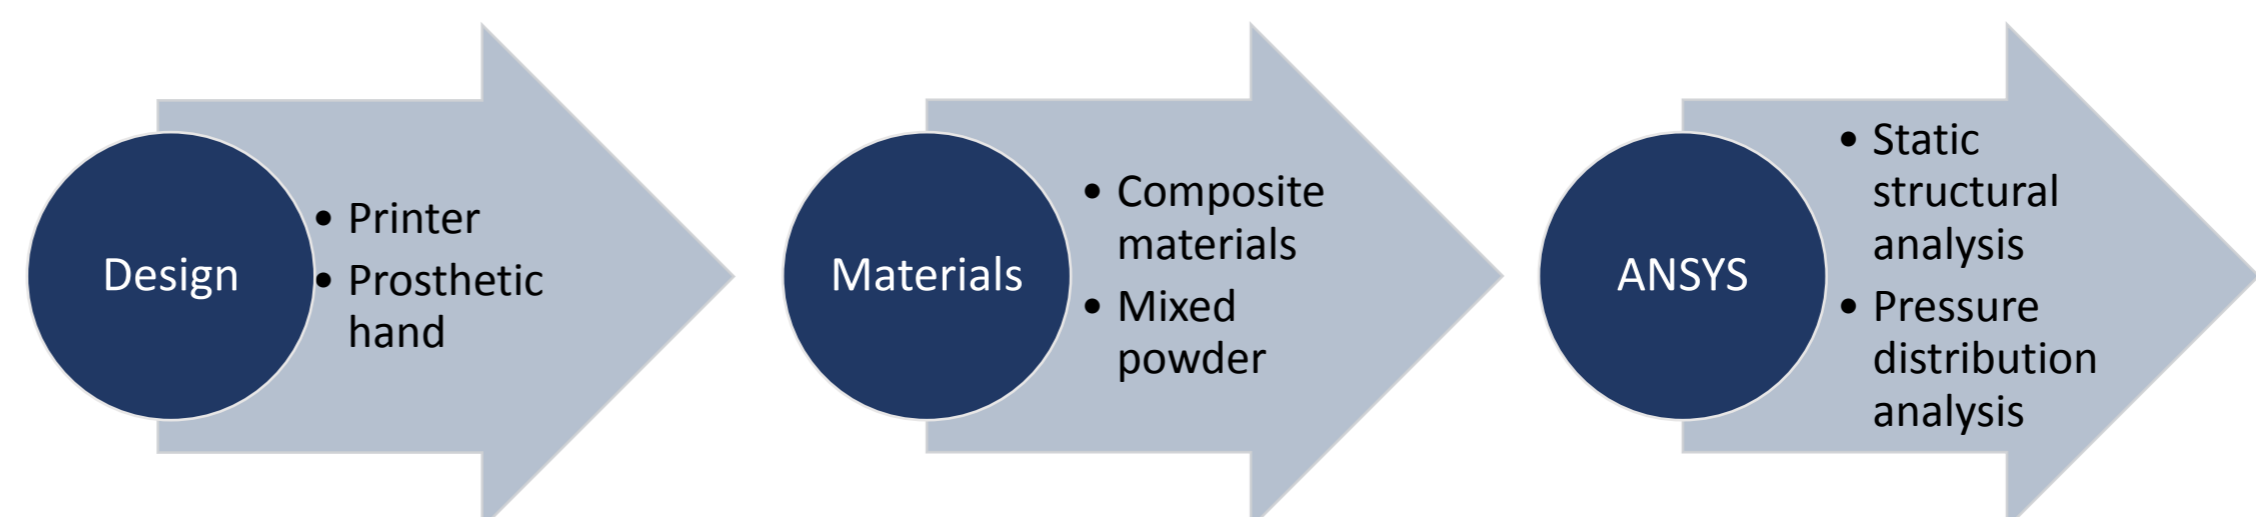 Design
• Printer
• Prosthetic
hand
Materials
• Composite
materials
• Mixed
powder
ANSYS
• Static
structural
analysis
• Pressure
distribution
analysis